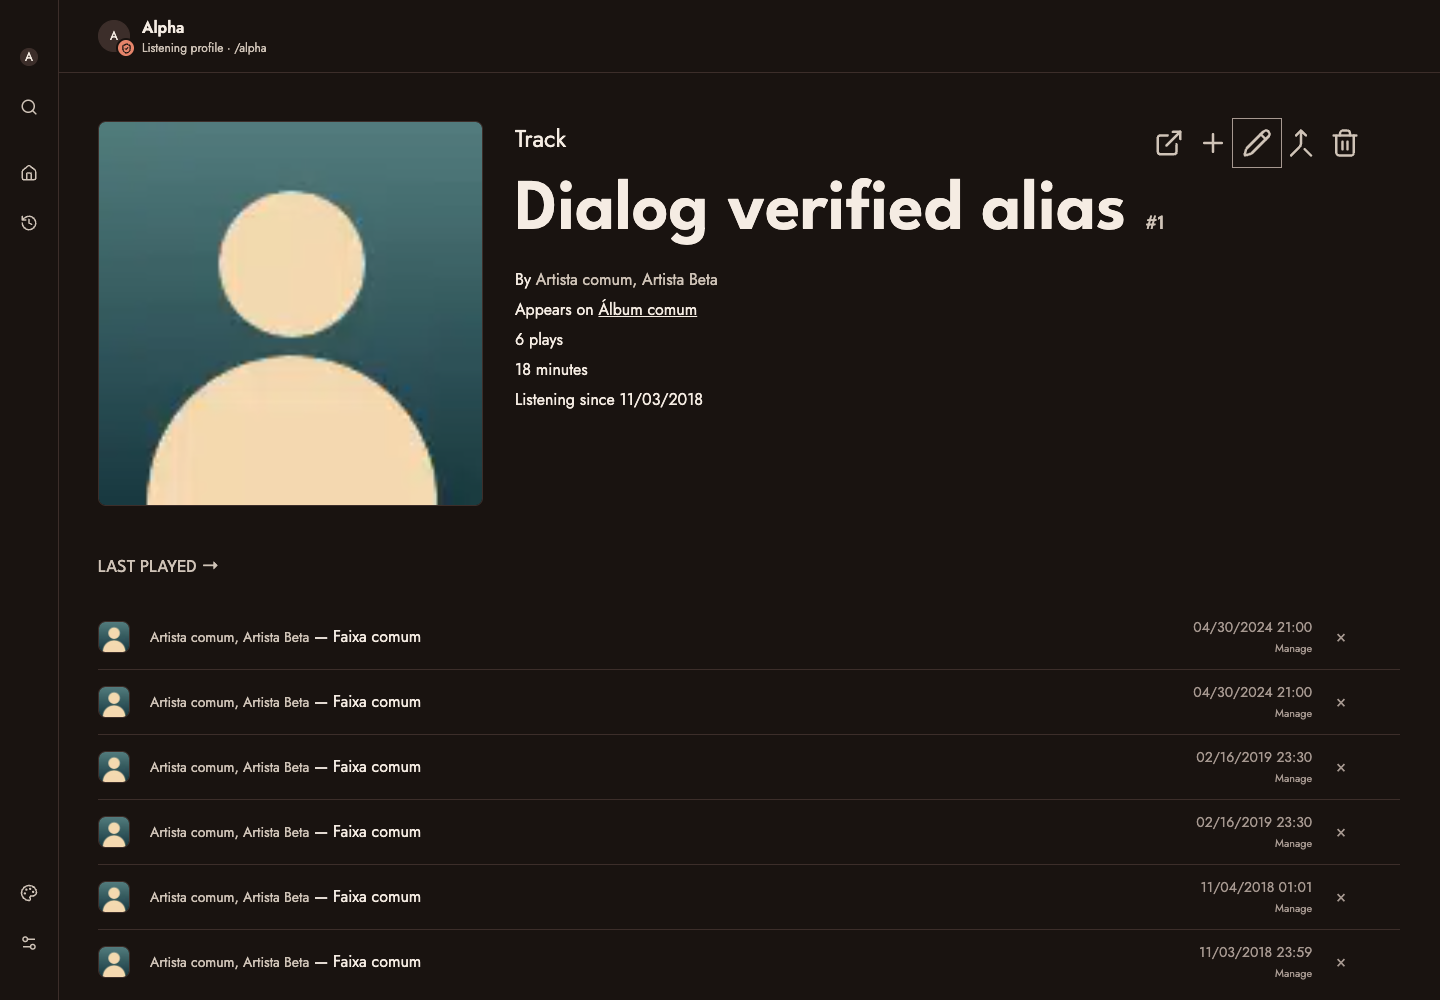 A
A
Alpha
Listening profile · /alpha
Track
Dialog verified alias #1
By Artista comum, Artista Beta
Appears on Álbum comum
6 plays
18 minutes
Listening since 11/03/2018
LAST PLAYED →
Artista comum, Artista Beta — Faixa comum
04/30/2024 21:00
Manage
×
Artista comum, Artista Beta — Faixa comum
04/30/2024 21:00
Manage
×
Artista comum, Artista Beta — Faixa comum
02/16/2019 23:30
Manage
×
Artista comum, Artista Beta — Faixa comum
02/16/2019 23:30
Manage
×
Artista comum, Artista Beta — Faixa comum
11/04/2018 01:01
Manage
×
Artista comum, Artista Beta — Faixa comum
11/03/2018 23:59
Manage
×